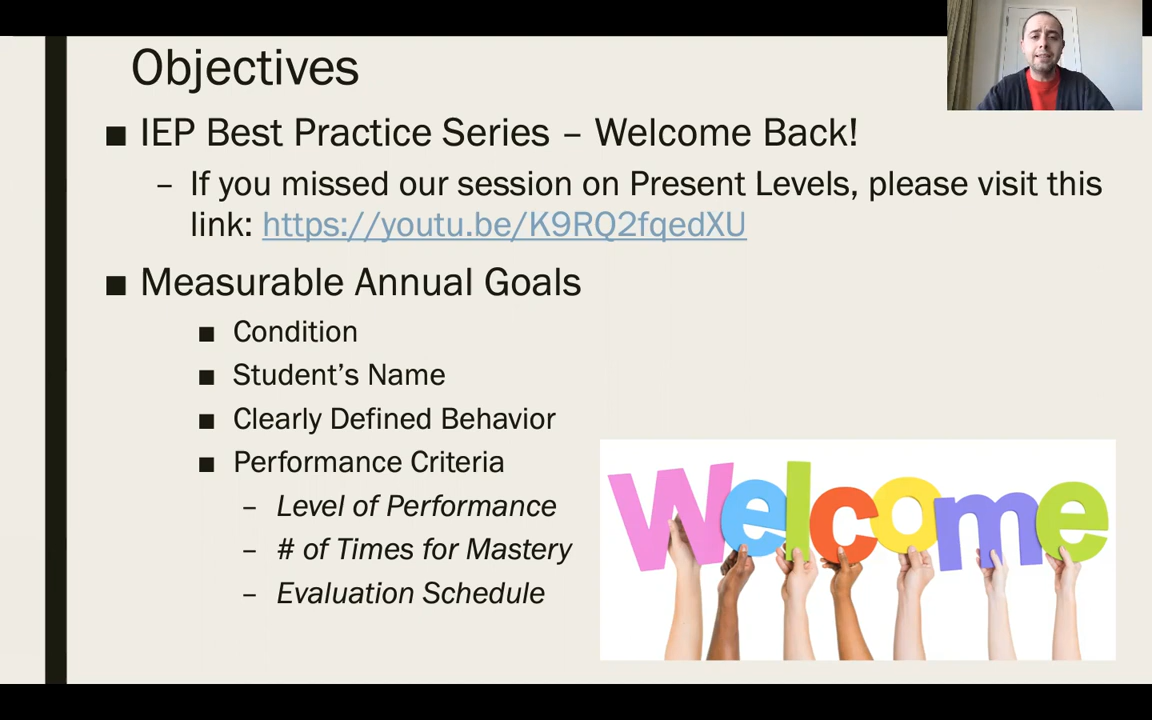 Objectives
■ IEP Best Practice Series – Welcome Back!
– If you missed our session on Present Levels, please visit this
link: https://youtu.be/K9RQ2fqedXU
■ Measurable Annual Goals
■ Condition
■ Student's Name
■ Clearly Defined Behavior
■ Performance Criteria
– Level of Performance
– # of Times for Mastery
– Evaluation Schedule
Welcome